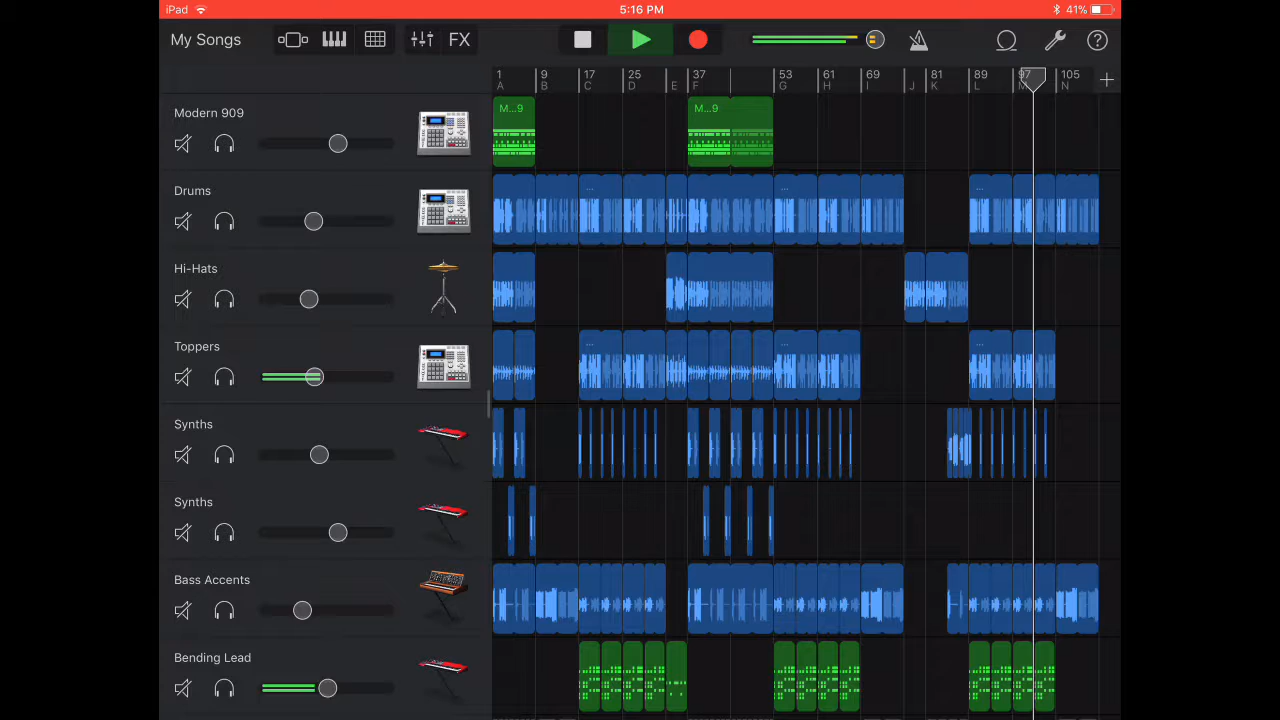 iPad 5:16 PM 41%
My Songs FX
1 9 17 25 37 53 61 69 81 89 97 105
A B C D E F G H I J L N
Modern 909
M...9 M...9
Drums
... ... ...
Hi-Hats
Toppers
... ... ...
Synths
Synths
Bass Accents
Bending Lead